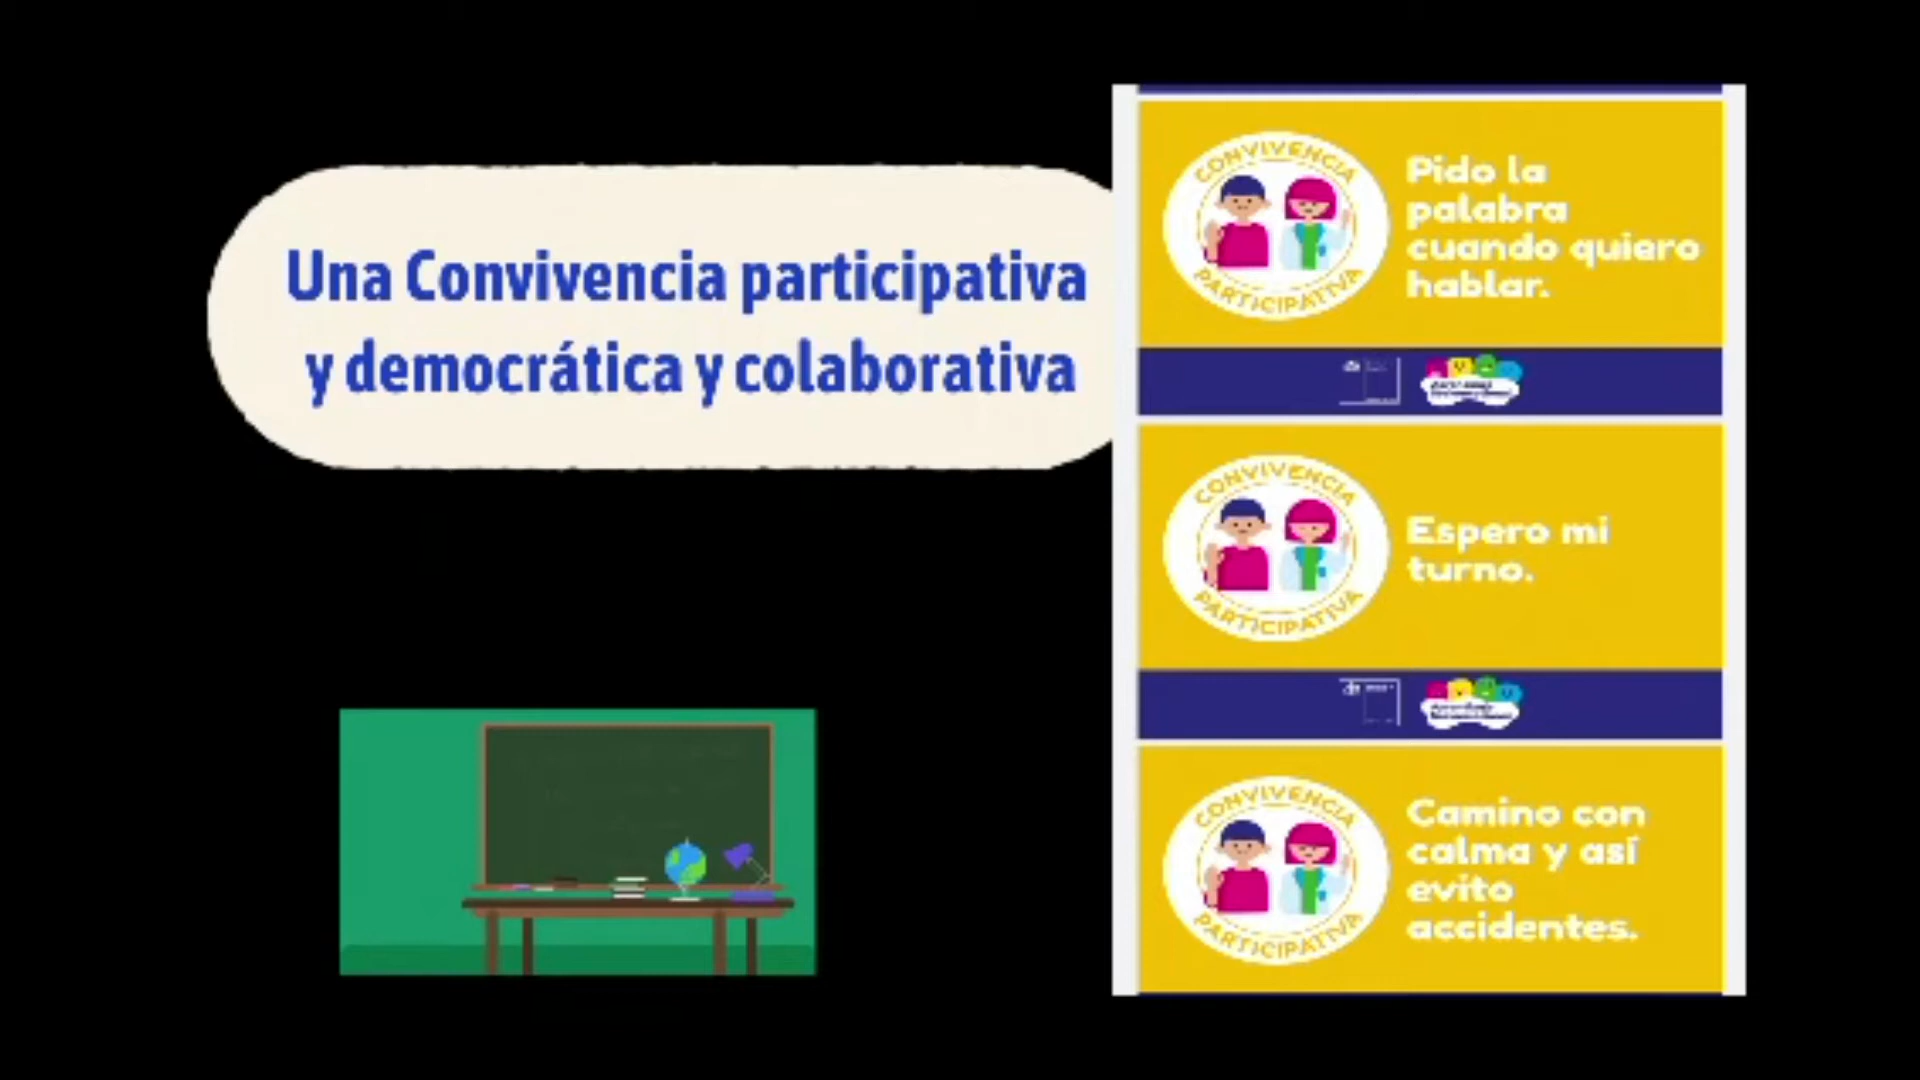 Una Convivencia participativa
y democrática y colaborativa
CONVIVENCIA
PARTICIPATIVA
Pido la
palabra
cuando quiero
hablar.
CONVIVENCIA
PARTICIPATIVA
Espero mi
turno.
CONVIVENCIA
PARTICIPATIVA
Camino con
calma y así
evito
accidentes.